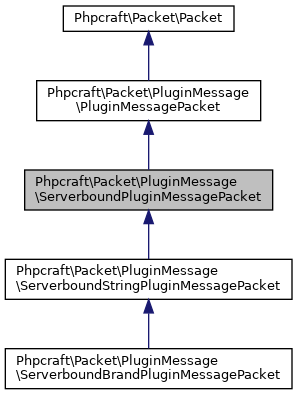 Phpcraft\Packet\Packet
Phpcraft\Packet\PluginMessage
\PluginMessagePacket
Phpcraft\Packet\PluginMessage
\ServerboundPluginMessagePacket
Phpcraft\Packet\PluginMessage
\ServerboundStringPluginMessagePacket
Phpcraft\Packet\PluginMessage
\ServerboundBrandPluginMessagePacket